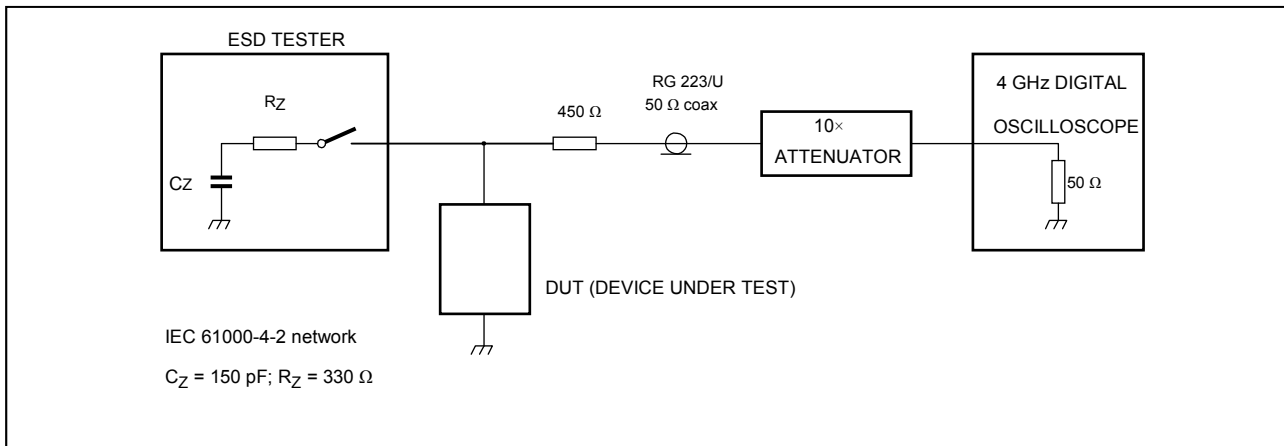 ESD TESTER
RZ
CZ
450 Ω
RG 223/U
50 Ω coax
10×
ATTENUATOR
4 GHz DIGITAL
OSCILLOSCOPE
50 Ω
DUT (DEVICE UNDER TEST)
IEC 61000-4-2 network
CZ = 150 pF; RZ = 330 Ω